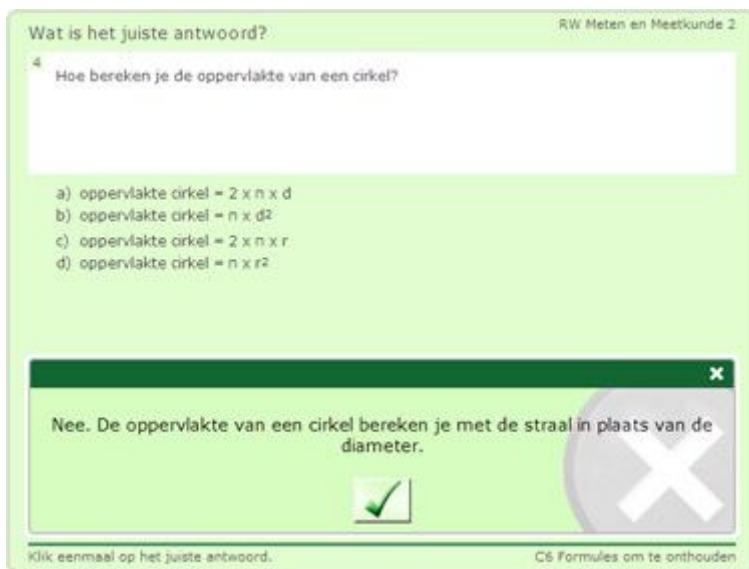 Wat is het juiste antwoord?
RW Meten en Meetkunde 2
4
Hoe bereken je de oppervlakte van een cirkel?
a) oppervlakte cirkel = 2 x π x d
b) oppervlakte cirkel = π x d²
c) oppervlakte cirkel = 2 x π x r
d) oppervlakte cirkel = π x r²
Nee. De oppervlakte van een cirkel bereken je met de straal in plaats van de
diameter.
Klik eenmaal op het juiste antwoord.
C6 Formules om te onthouden